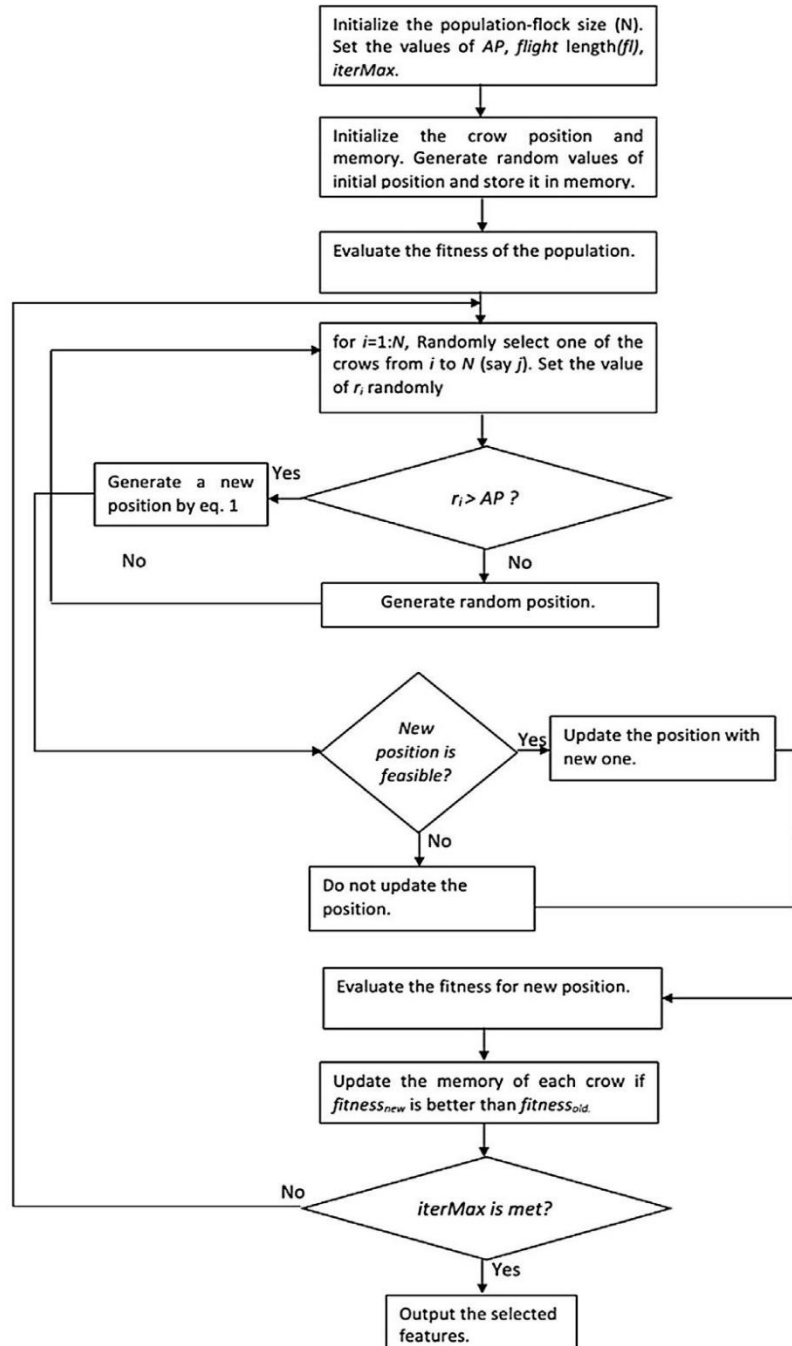 Initialize the population-flock size (N).
Set the values of AP, flight length(fl),
iterMax.
Initialize the crow position and
memory. Generate random values of
initial position and store it in memory.
Evaluate the fitness of the population.
for i=1:N, Randomly select one of the
crows from i to N (say j). Set the value
of ri randomly
Generate a new
position by eq. 1
Yes
ri > AP ?
No
No
Generate random position.
New
position is
feasible?
Yes
Update the position with
new one.
No
Do not update the
position.
Evaluate the fitness for new position.
Update the memory of each crow if
fitnessnew is better than fitnessold.
No
iterMax is met?
Yes
Output the selected
features.